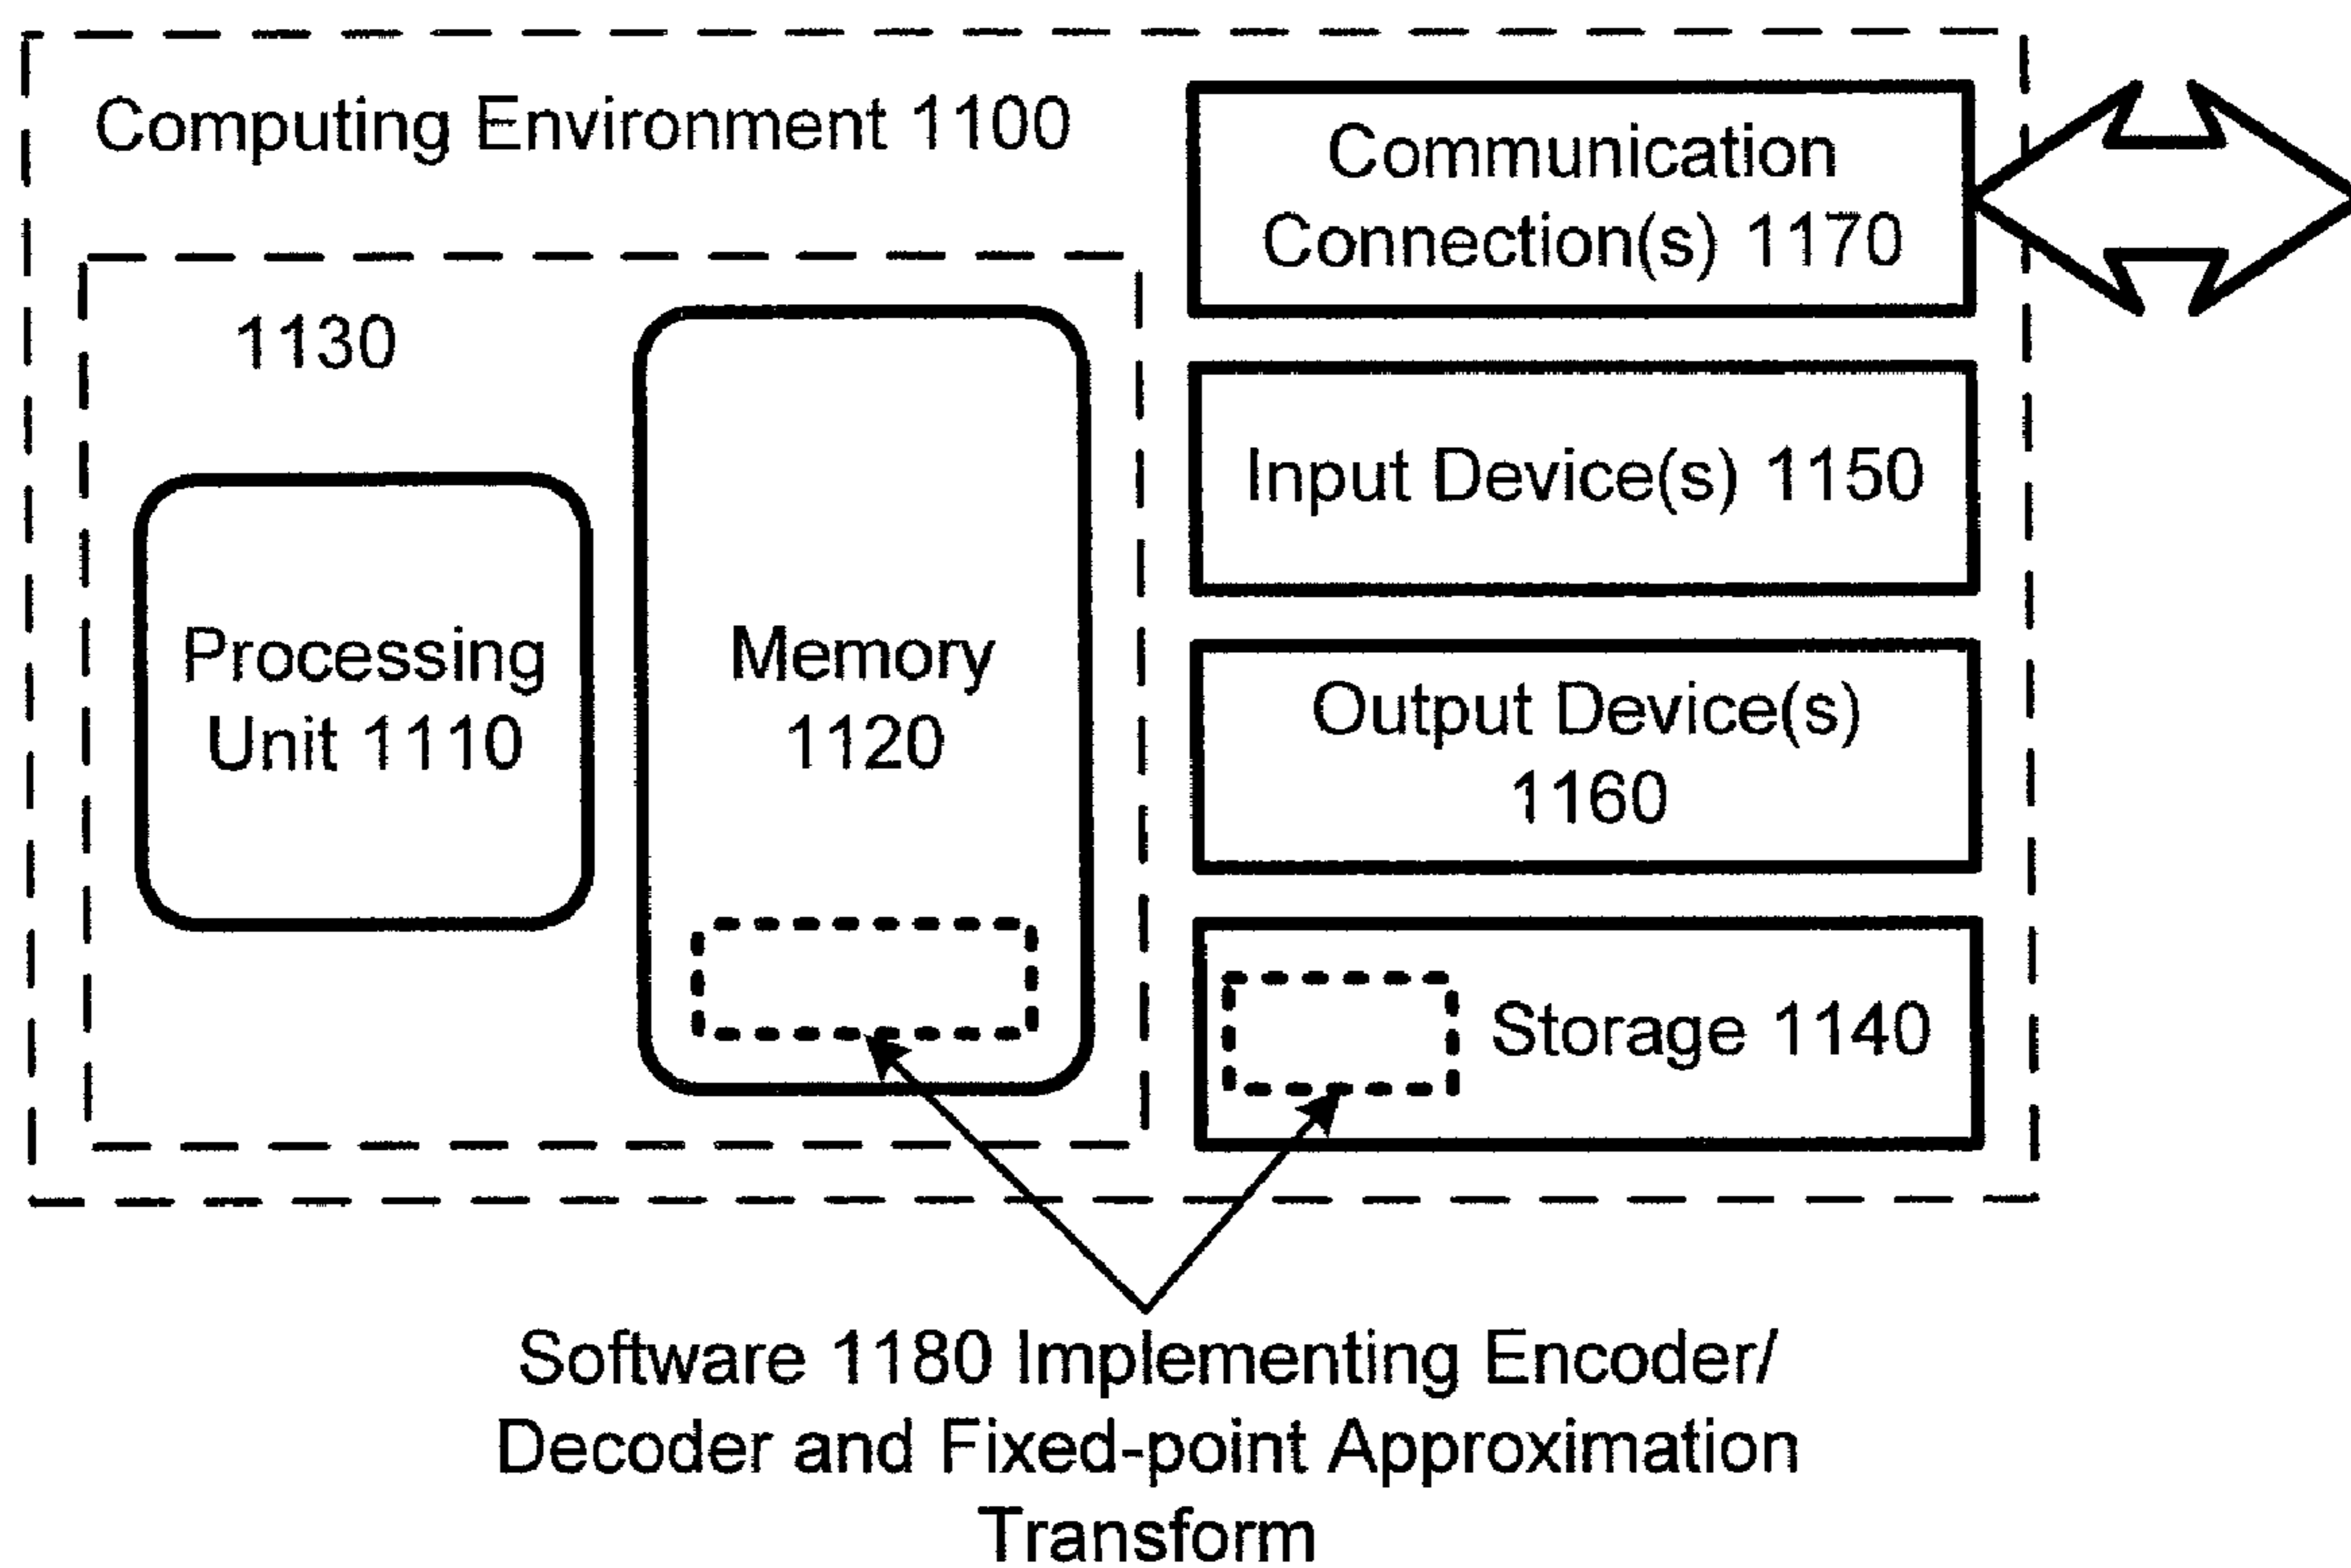 Computing Environment 1100
Communication
Connection(s) 1170
1130
Input Device(s) 1150
Processing
Unit 1110
Memory
1120
Output Device(s)
1160
Storage 1140
Software 1180 Implementing Encoder/
Decoder and Fixed-point Approximation
Transform